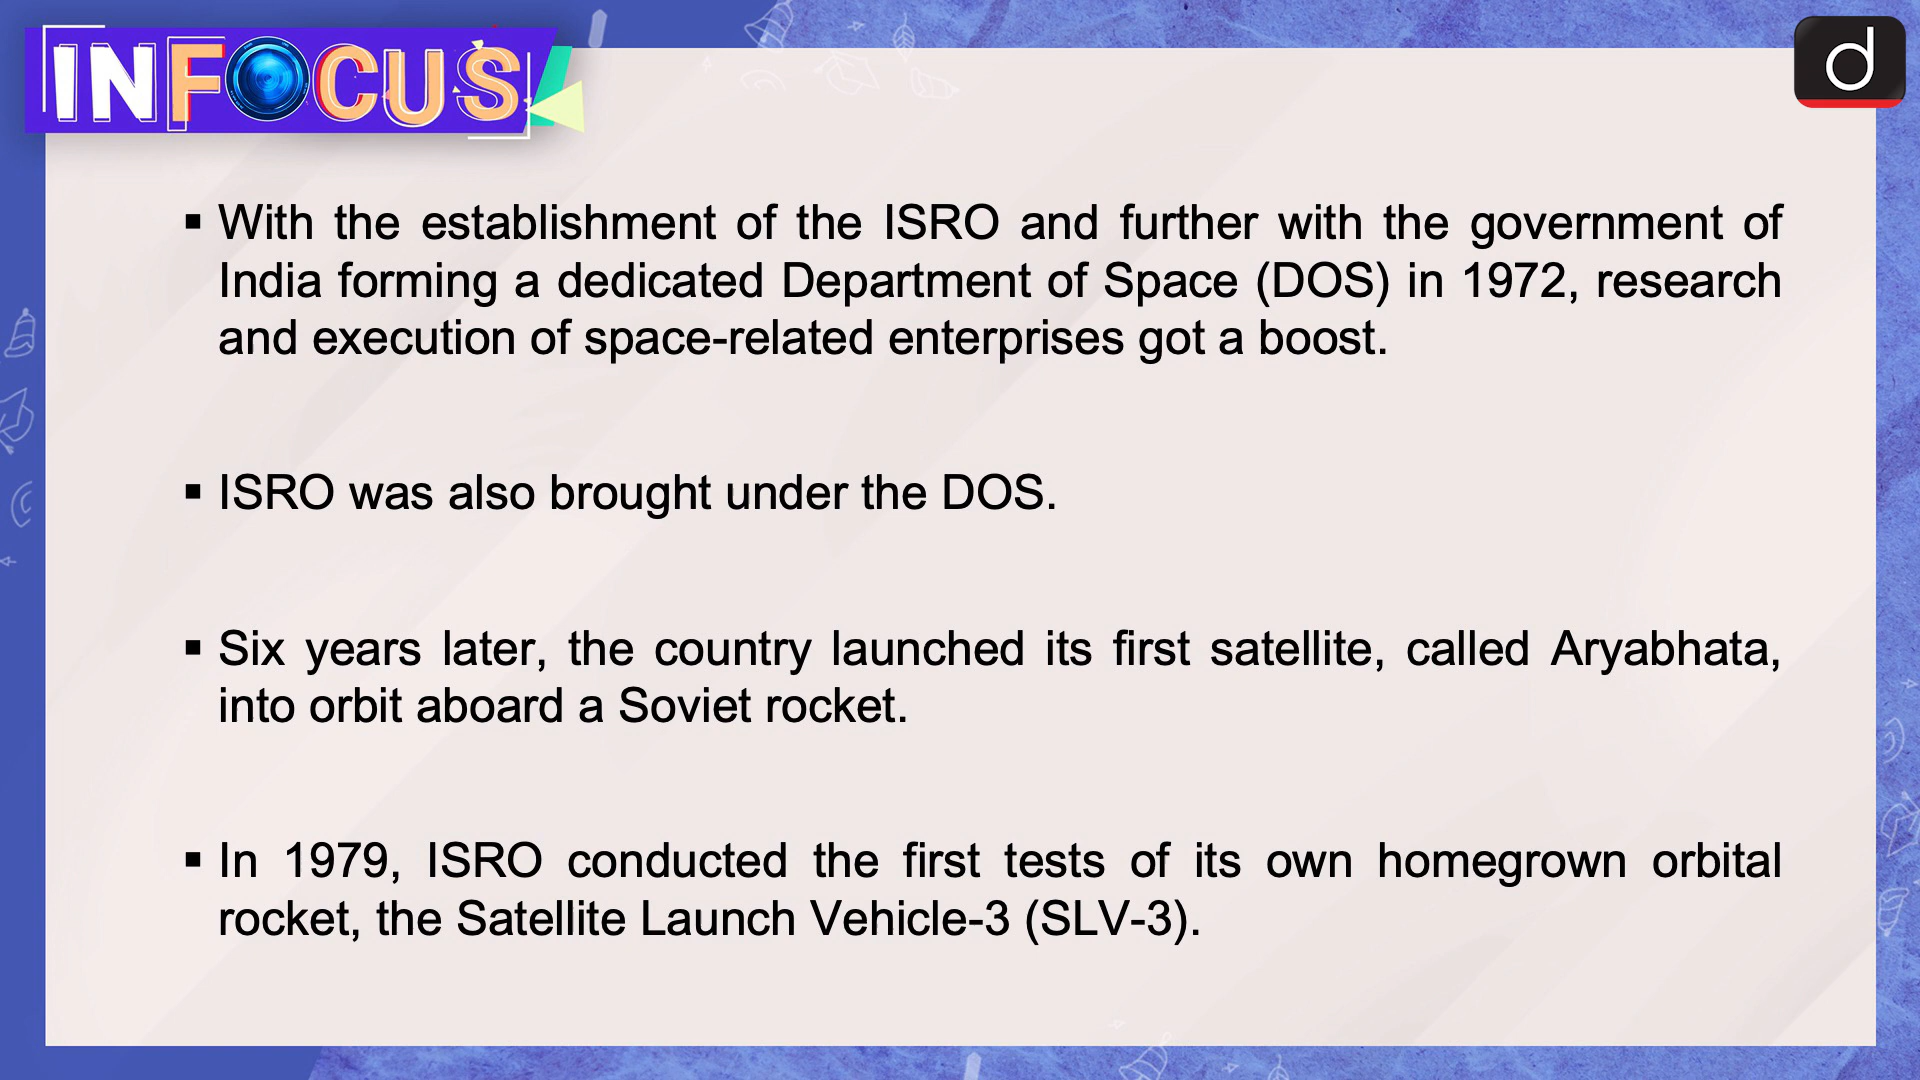 INFOCUS
d
▪ With the establishment of the ISRO and further with the government of
India forming a dedicated Department of Space (DOS) in 1972, research
and execution of space-related enterprises got a boost.
▪ ISRO was also brought under the DOS.
▪ Six years later, the country launched its first satellite, called Aryabhata,
into orbit aboard a Soviet rocket.
▪ In 1979, ISRO conducted the first tests of its own homegrown orbital
rocket, the Satellite Launch Vehicle-3 (SLV-3).